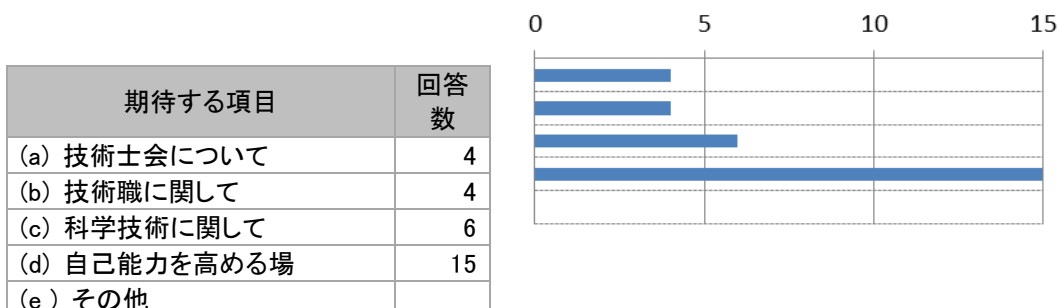 0 5 10 15
期待する項目 回答
数
(a) 技術士会について 4
(b) 技術職に関して 4
(c) 科学技術に関して 6
(d) 自己能力を高める場 15
(e ) その他